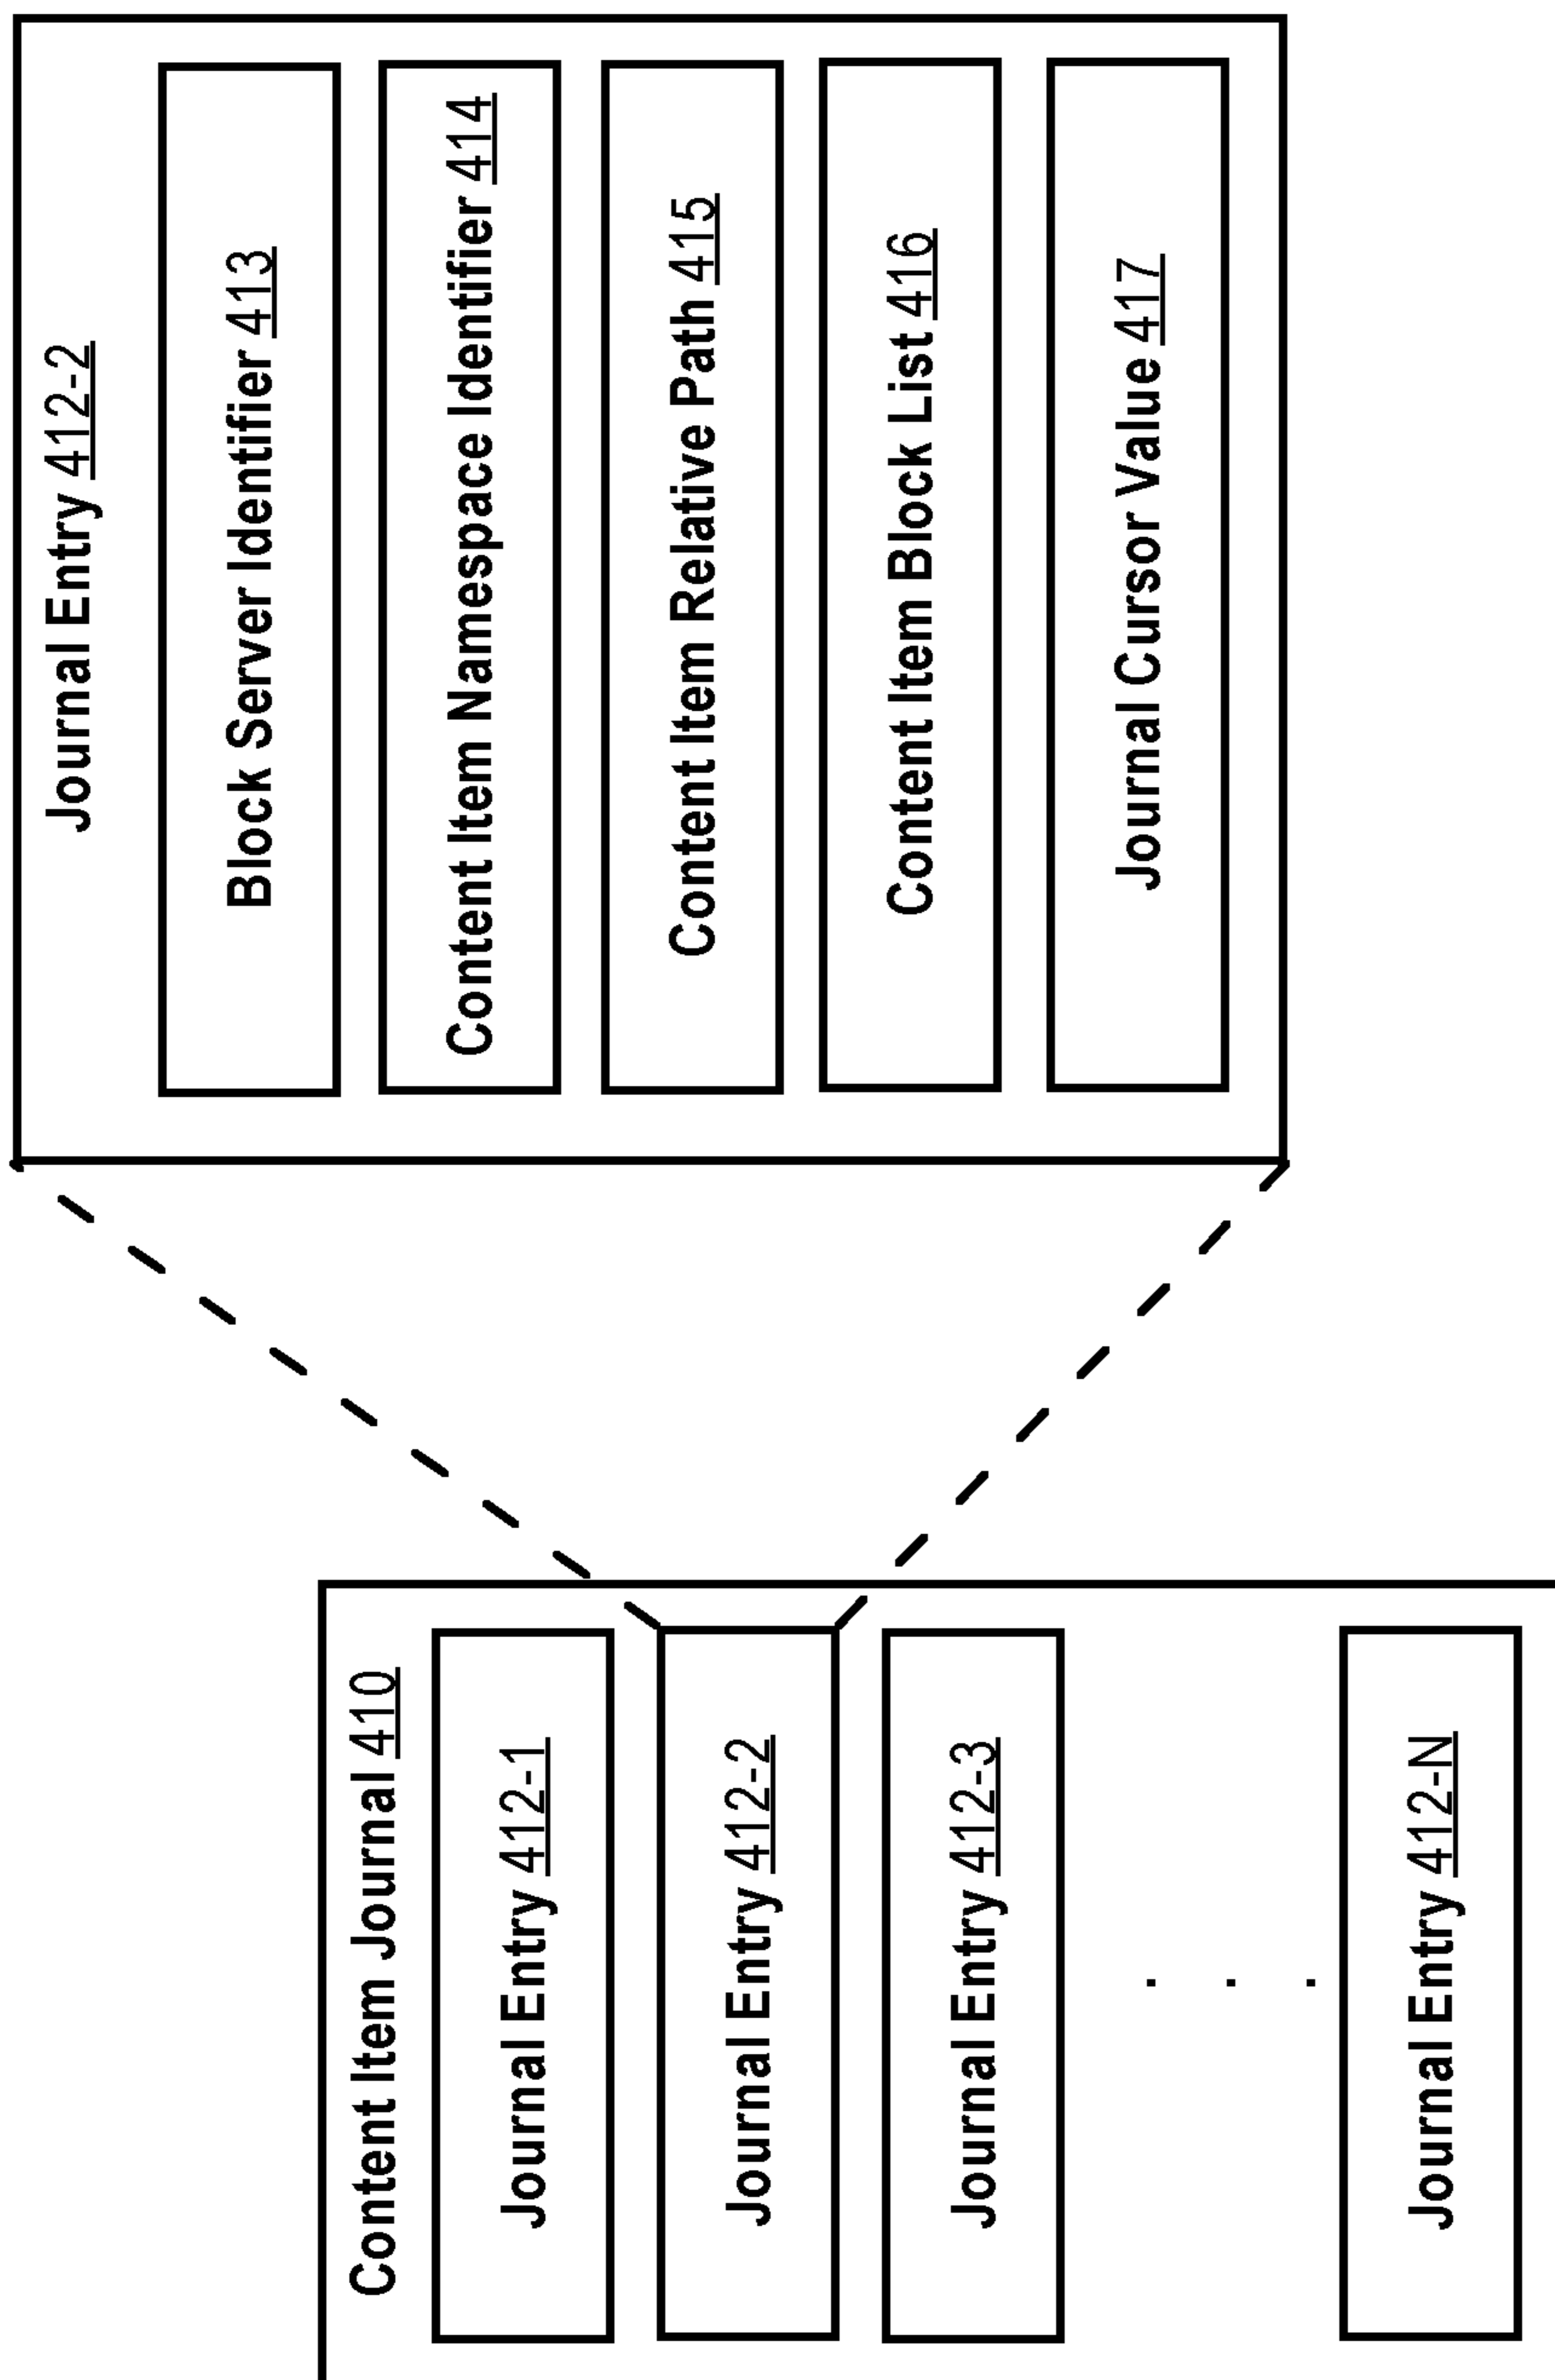 Content Item Journal 410
Journal Entry 412-1
Journal Entry 412-2
Journal Entry 412-3
. . .
Journal Entry 412-N
Journal Entry 412-2
Block Server Identifier 413
Content Item Namespace Identifier 414
Content Item Relative Path 415
Content Item Block List 416
Journal Cursor Value 417